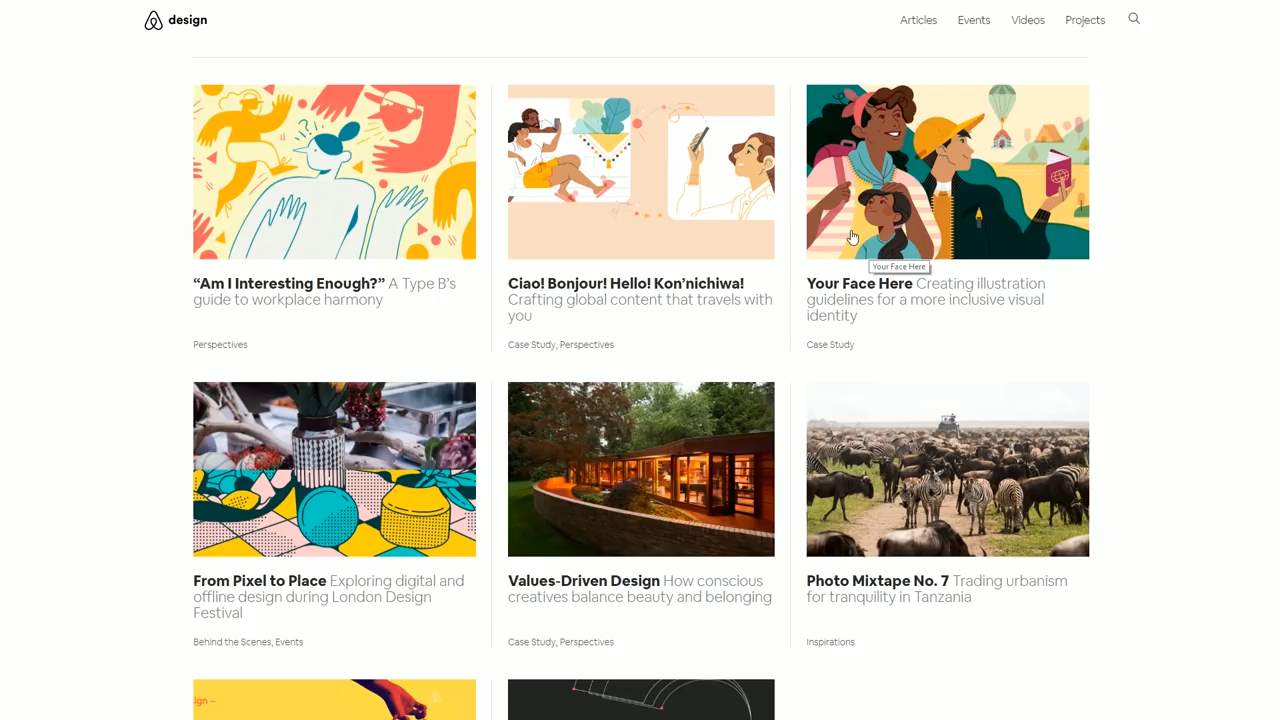 design
Articles
Events
Videos
Projects
Your Face Here
“Am I Interesting Enough?” A Type B’s
guide to workplace harmony
Perspectives
Ciao! Bonjour! Hello! Kon’nichiwa!
Crafting global content that travels with
you
Case Study, Perspectives
Your Face Here Creating illustration
guidelines for a more inclusive visual
identity
Case Study
From Pixel to Place Exploring digital and
offline design during London Design
Festival
Behind the Scenes, Events
Values-Driven Design How conscious
creatives balance beauty and belonging
Case Study, Perspectives
Photo Mixtape No. 7 Trading urbanism
for tranquility in Tanzania
Inspirations
ign –